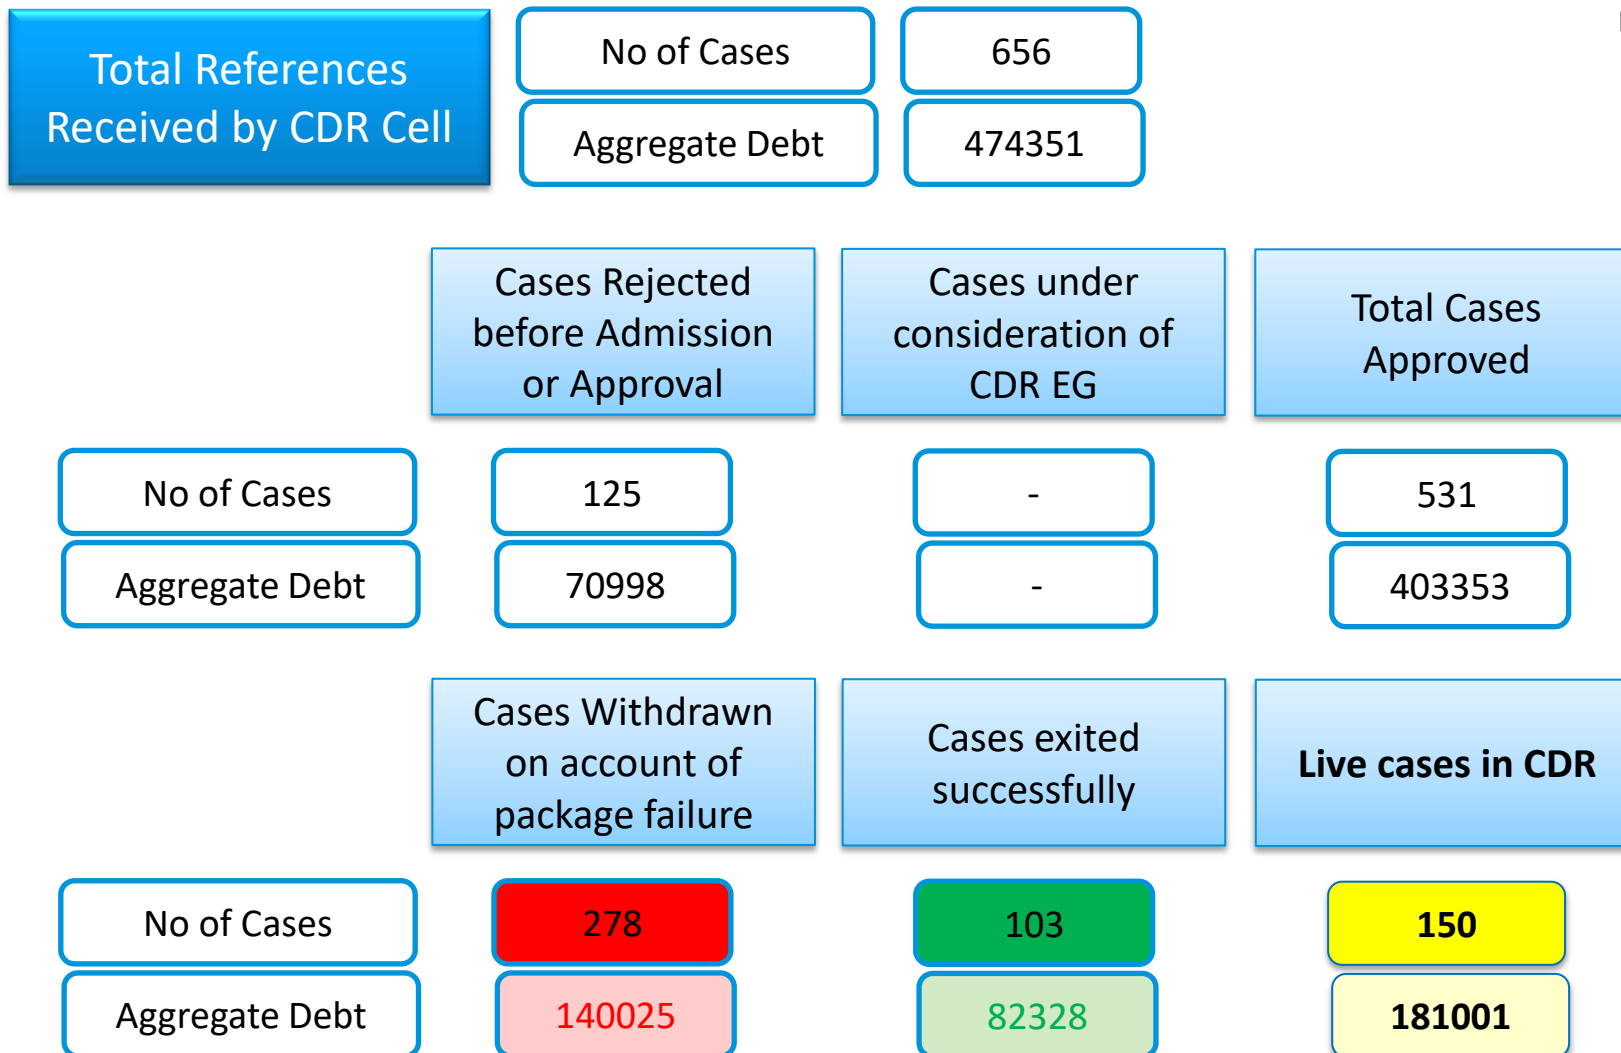 Total References
Received by CDR Cell
No of Cases
656
Aggregate Debt
474351
Cases Rejected
before Admission
or Approval
Cases under
consideration of
CDR EG
Total Cases
Approved
No of Cases
125
-
531
Aggregate Debt
70998
-
403353
Cases Withdrawn
on account of
package failure
Cases exited
successfully
Live cases in CDR
No of Cases
278
103
150
Aggregate Debt
140025
82328
181001